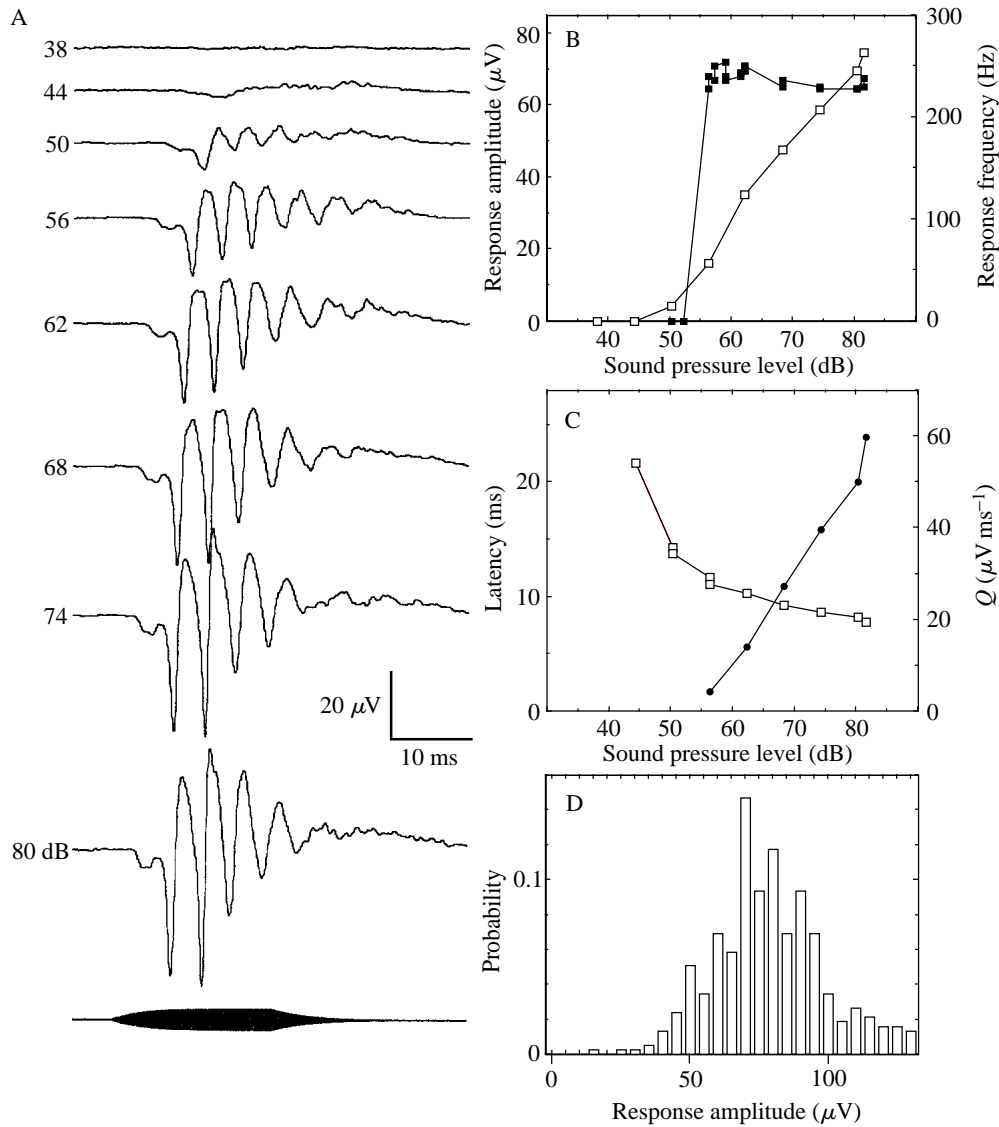 A
38
44
50
56
62
68
74
80 dB
20 μV
10 ms
B
80
60
40
20
0
Response amplitude (μV)
300
200
100
0
Response frequency (Hz)
40 50 60 70 80
Sound pressure level (dB)
C
20
10
0
Latency (ms)
60
40
20
0
Q (μV ms−1)
40 50 60 70 80
Sound pressure level (dB)
D
0.1
0
Probability
0 50 100
Response amplitude (μV)